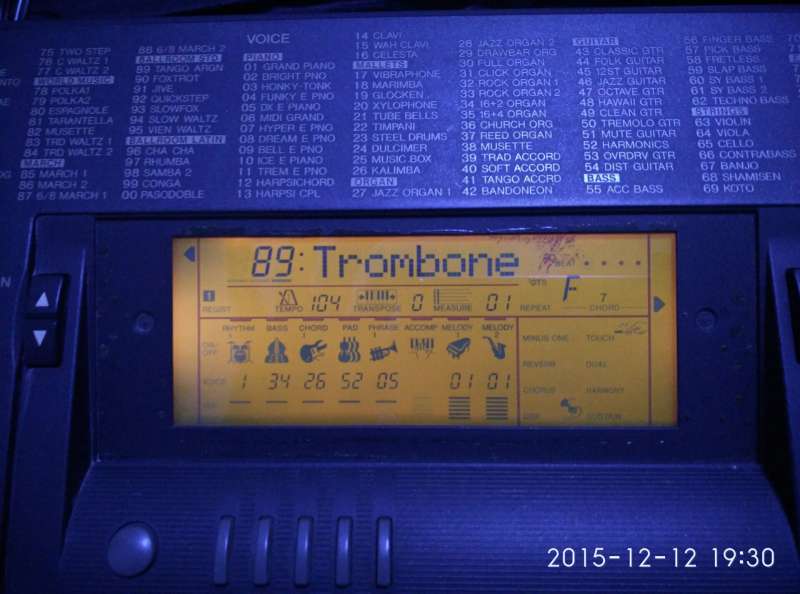 VOICE
75 TWO STEP
76 C WALTZ 1
77 C WALTZ 2
WORLD MUSIC
78 POLKA1
79 POLKA2
80 ESPAGNOLE
81 TARANTELLA
82 MUSETTE
83 TRD WALTZ 1
84 TRD WALTZ 2
MARCH
85 MARCH 1
86 MARCH 2
87 6/8 MARCH 1
88 6/8 MARCH 2
BALLROOM STD
89 TANGO ARGN
90 FOXTROT
91 JIVE
92 QUICKSTEP
93 SLOWFOX
94 SLOW WALTZ
95 VIEN WALTZ
BALLROOM LATIN
96 CHA CHA
97 RHUMBA
98 SAMBA 2
99 CONGA
00 PASODOBLE
PIANO
01 GRAND PIANO
02 BRIGHT PNO
03 HONKY-TONK
04 FUNKY E PNO
05 DX E PIANO
06 MIDI GRAND
07 HYPER E PNO
08 DREAM E PNO
09 BELL E PNO
10 ICE E PIANO
11 TREM E PNO
12 HARPSICHORD
13 HARPSI CPL
14 CLAVI
15 WAH CLAVI
16 CELESTA
MALLETS
17 VIBRAPHONE
18 MARIMBA
19 GLOCKEN
20 XYLOPHONE
21 TUBE BELLS
22 TIMPANI
23 STEEL DRUMS
24 DULCIMER
25 MUSIC BOX
26 KALIMBA
ORGAN
27 JAZZ ORGAN 1
28 JAZZ ORGAN 2
29 DRAWBAR ORG
30 FULL ORGAN
31 CLICK ORGAN
32 ROCK ORGAN 1
33 ROCK ORGAN 2
34 16+2 ORGAN
35 16+4 ORGAN
36 CHURCH ORG
37 REED ORGAN
38 MUSETTE
39 TRAD ACCORD
40 SOFT ACCORD
41 TANGO ACCRD
42 BANDONEON
GUITAR
43 CLASSIC GTR
44 FOLK GUITAR
45 12ST GUITAR
46 JAZZ GUITAR
47 OCTAVE GTR
48 HAWAII GTR
49 CLEAN GTR
50 TREMOLO GTR
51 MUTE GUITAR
52 HARMONICS
53 OVRDRV GTR
54 DIST GUITAR
BASS
55 ACC BASS
56 FINGER BASS
57 PICK BASS
58 FRETLESS
59 SLAP BASS
60 SY BASS 1
61 SY BASS 2
62 TECHNO BASS
STRINGS
63 VIOLIN
64 VIOLA
65 CELLO
66 CONTRABASS
67 BANJO
68 SHAMISEN
69 KOTO
89: Trombone
BEAT
1 REGIST TEMPO 104 TRANSPOSE 0 MEASURE 01 REPEAT F 7 CHORD
ON/OFF RHYTHM BASS CHORD 1 PAD PHRASE 1 ACCOMP MELODY 1 MELODY 2
VOICE 1 34 26 52 05 01 01
MINUS ONE TOUCH
REVERB DUAL
CHORUS HARMONY
DSP SUSTAIN
2015-12-12 19:30